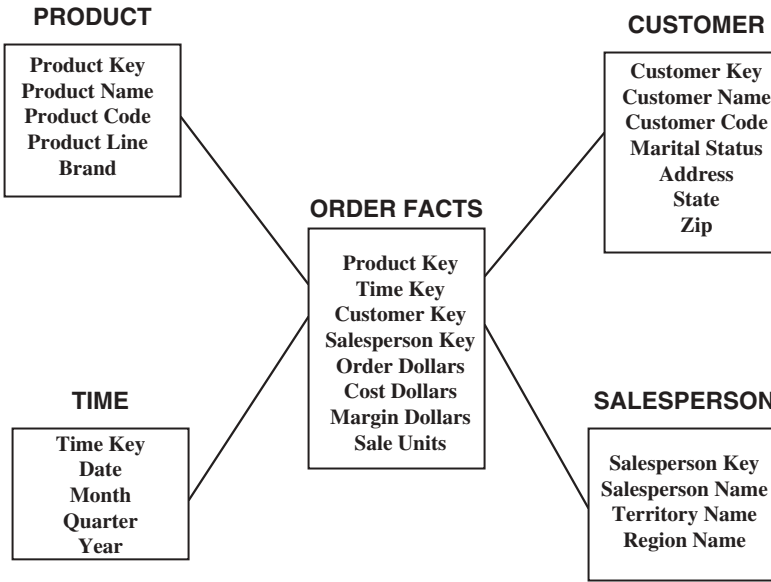 PRODUCT
Product Key
Product Name
Product Code
Product Line
Brand
CUSTOMER
Customer Key
Customer Name
Customer Code
Marital Status
Address
State
Zip
ORDER FACTS
Product Key
Time Key
Customer Key
Salesperson Key
Order Dollars
Cost Dollars
Margin Dollars
Sale Units
TIME
Time Key
Date
Month
Quarter
Year
SALESPERSON
Salesperson Key
Salesperson Name
Territory Name
Region Name